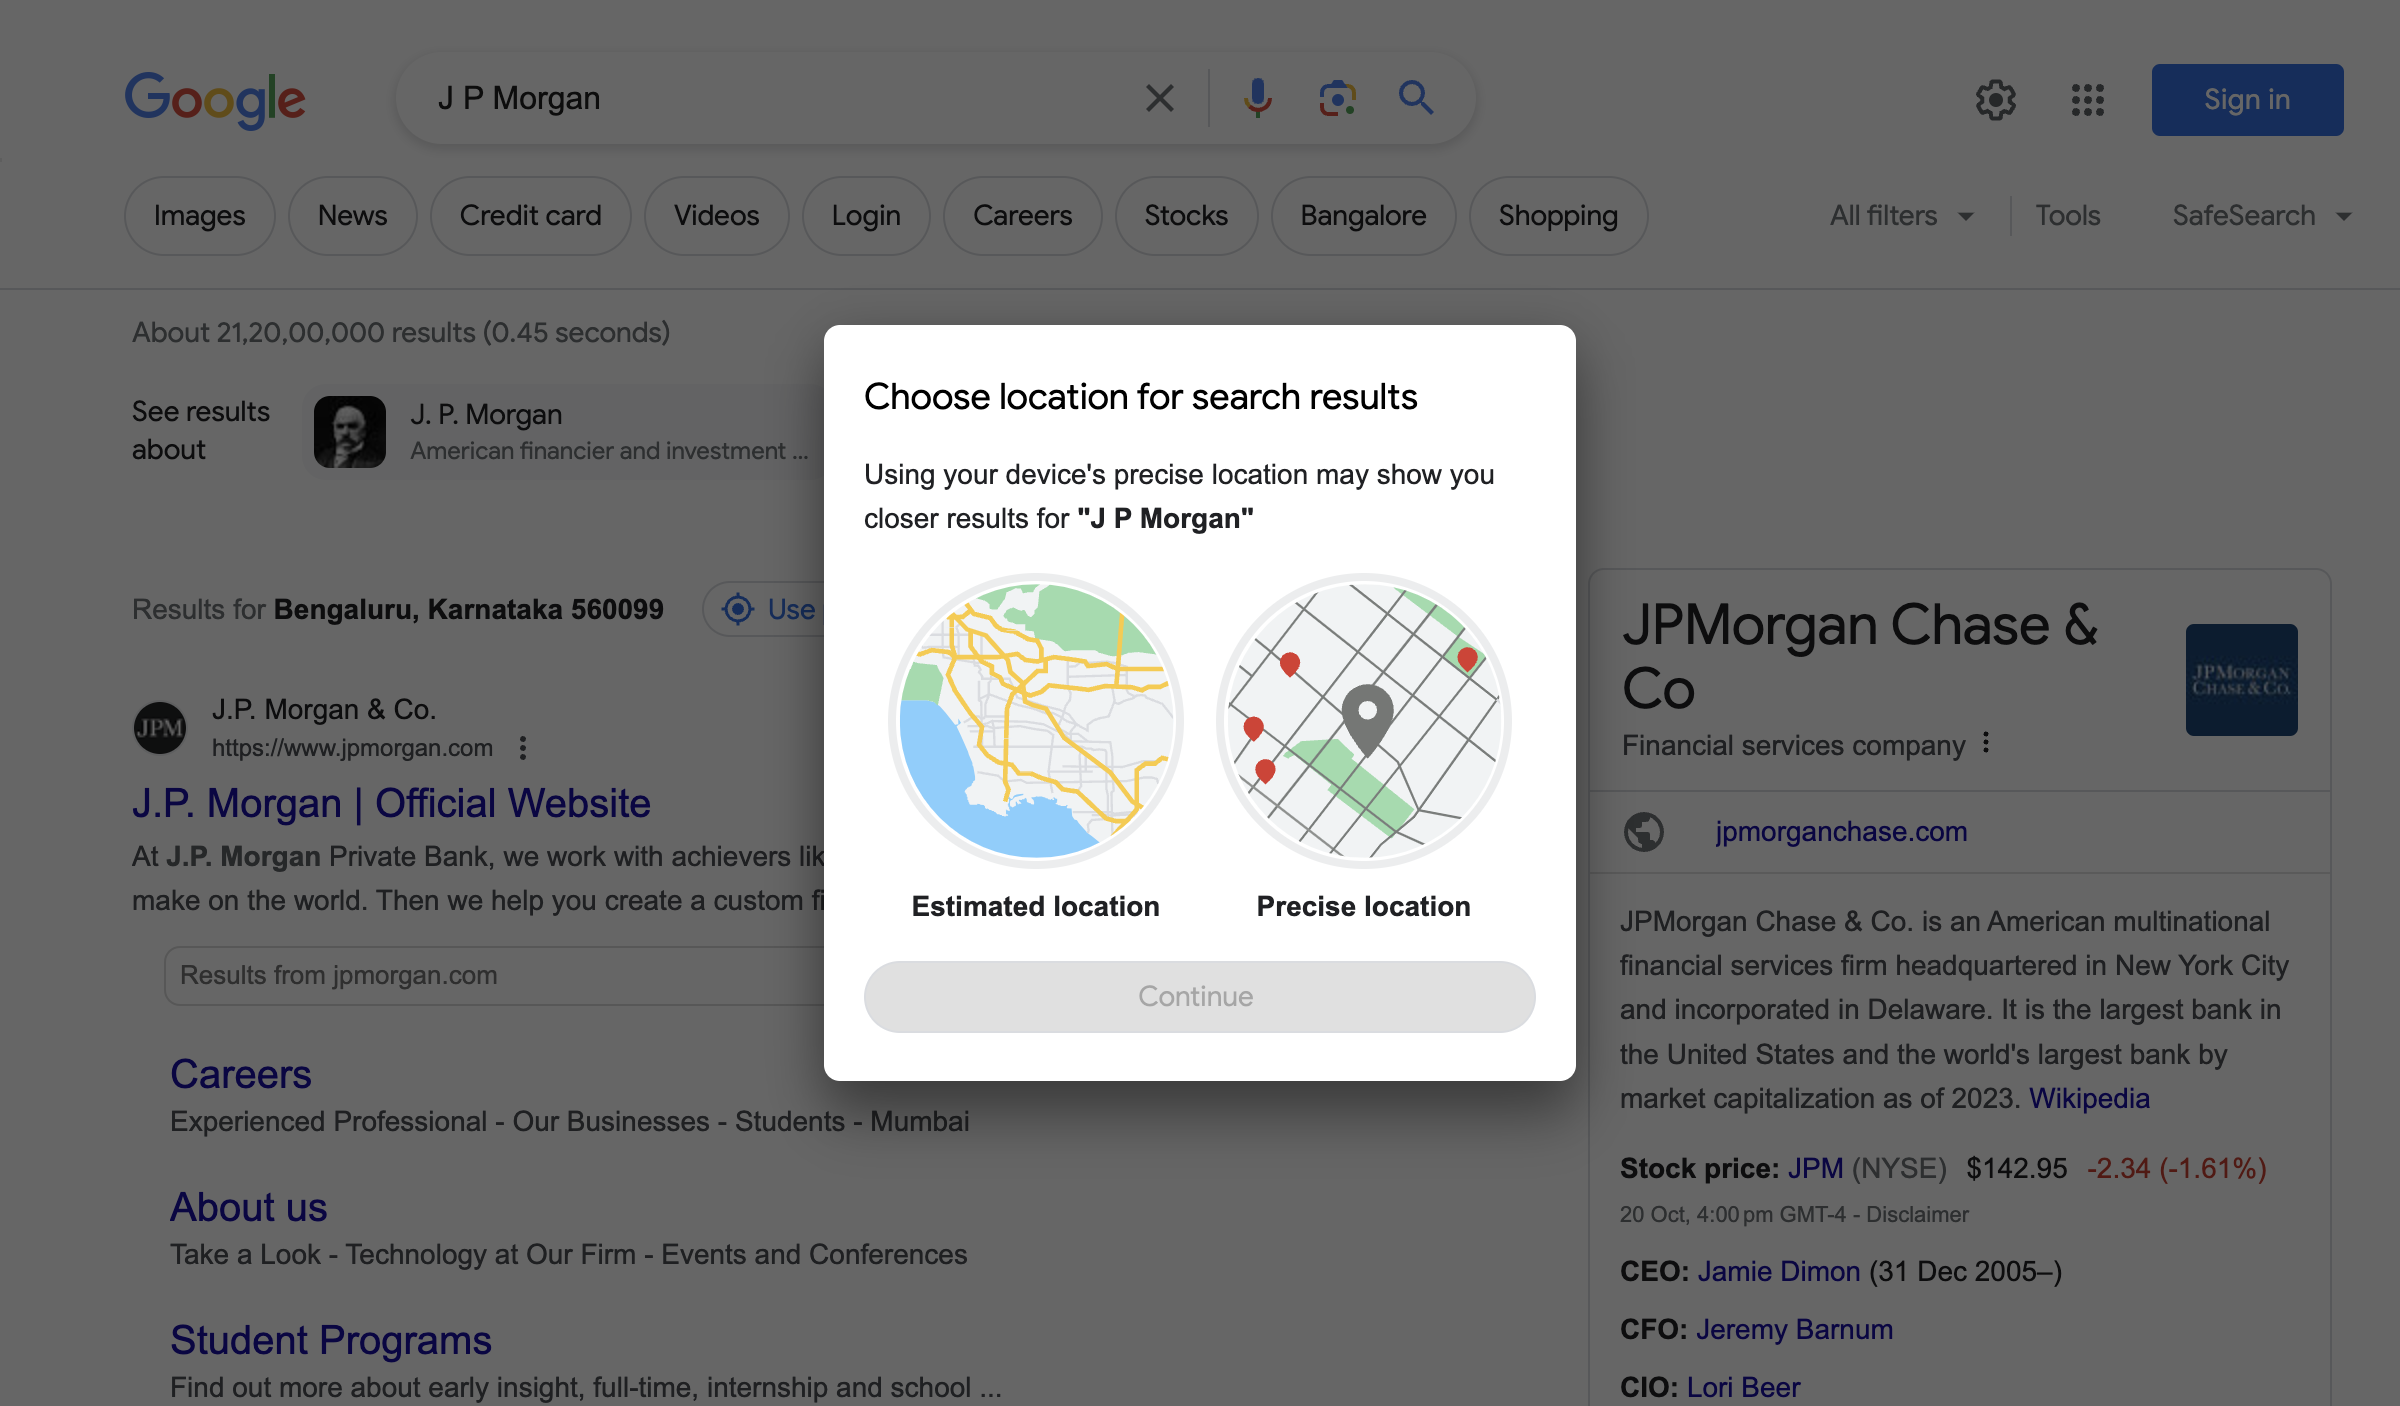 Google
J P Morgan
Sign in
Images
News
Credit card
Videos
Login
Careers
Stocks
Bangalore
Shopping
All filters
Tools
SafeSearch
About 21,20,00,000 results (0.45 seconds)
See results
about
J. P. Morgan
American financier and investment ...
Results for Bengaluru, Karnataka 560099
Use
JPM
J.P. Morgan & Co.
https://www.jpmorgan.com
J.P. Morgan | Official Website
At J.P. Morgan Private Bank, we work with achievers lik
make on the world. Then we help you create a custom fi
Results from jpmorgan.com
Careers
Experienced Professional - Our Businesses - Students - Mumbai
About us
Take a Look - Technology at Our Firm - Events and Conferences
Student Programs
Find out more about early insight, full-time, internship and school ...
Choose location for search results
Using your device's precise location may show you
closer results for "J P Morgan"
Estimated location
Precise location
Continue
JPMorgan Chase &
Co
Financial services company
JPMORGAN
CHASE & CO.
jpmorganchase.com
JPMorgan Chase & Co. is an American multinational
financial services firm headquartered in New York City
and incorporated in Delaware. It is the largest bank in
the United States and the world's largest bank by
market capitalization as of 2023. Wikipedia
Stock price: JPM (NYSE) $142.95 -2.34 (-1.61%)
20 Oct, 4:00 pm GMT-4 - Disclaimer
CEO: Jamie Dimon (31 Dec 2005–)
CFO: Jeremy Barnum
CIO: Lori Beer